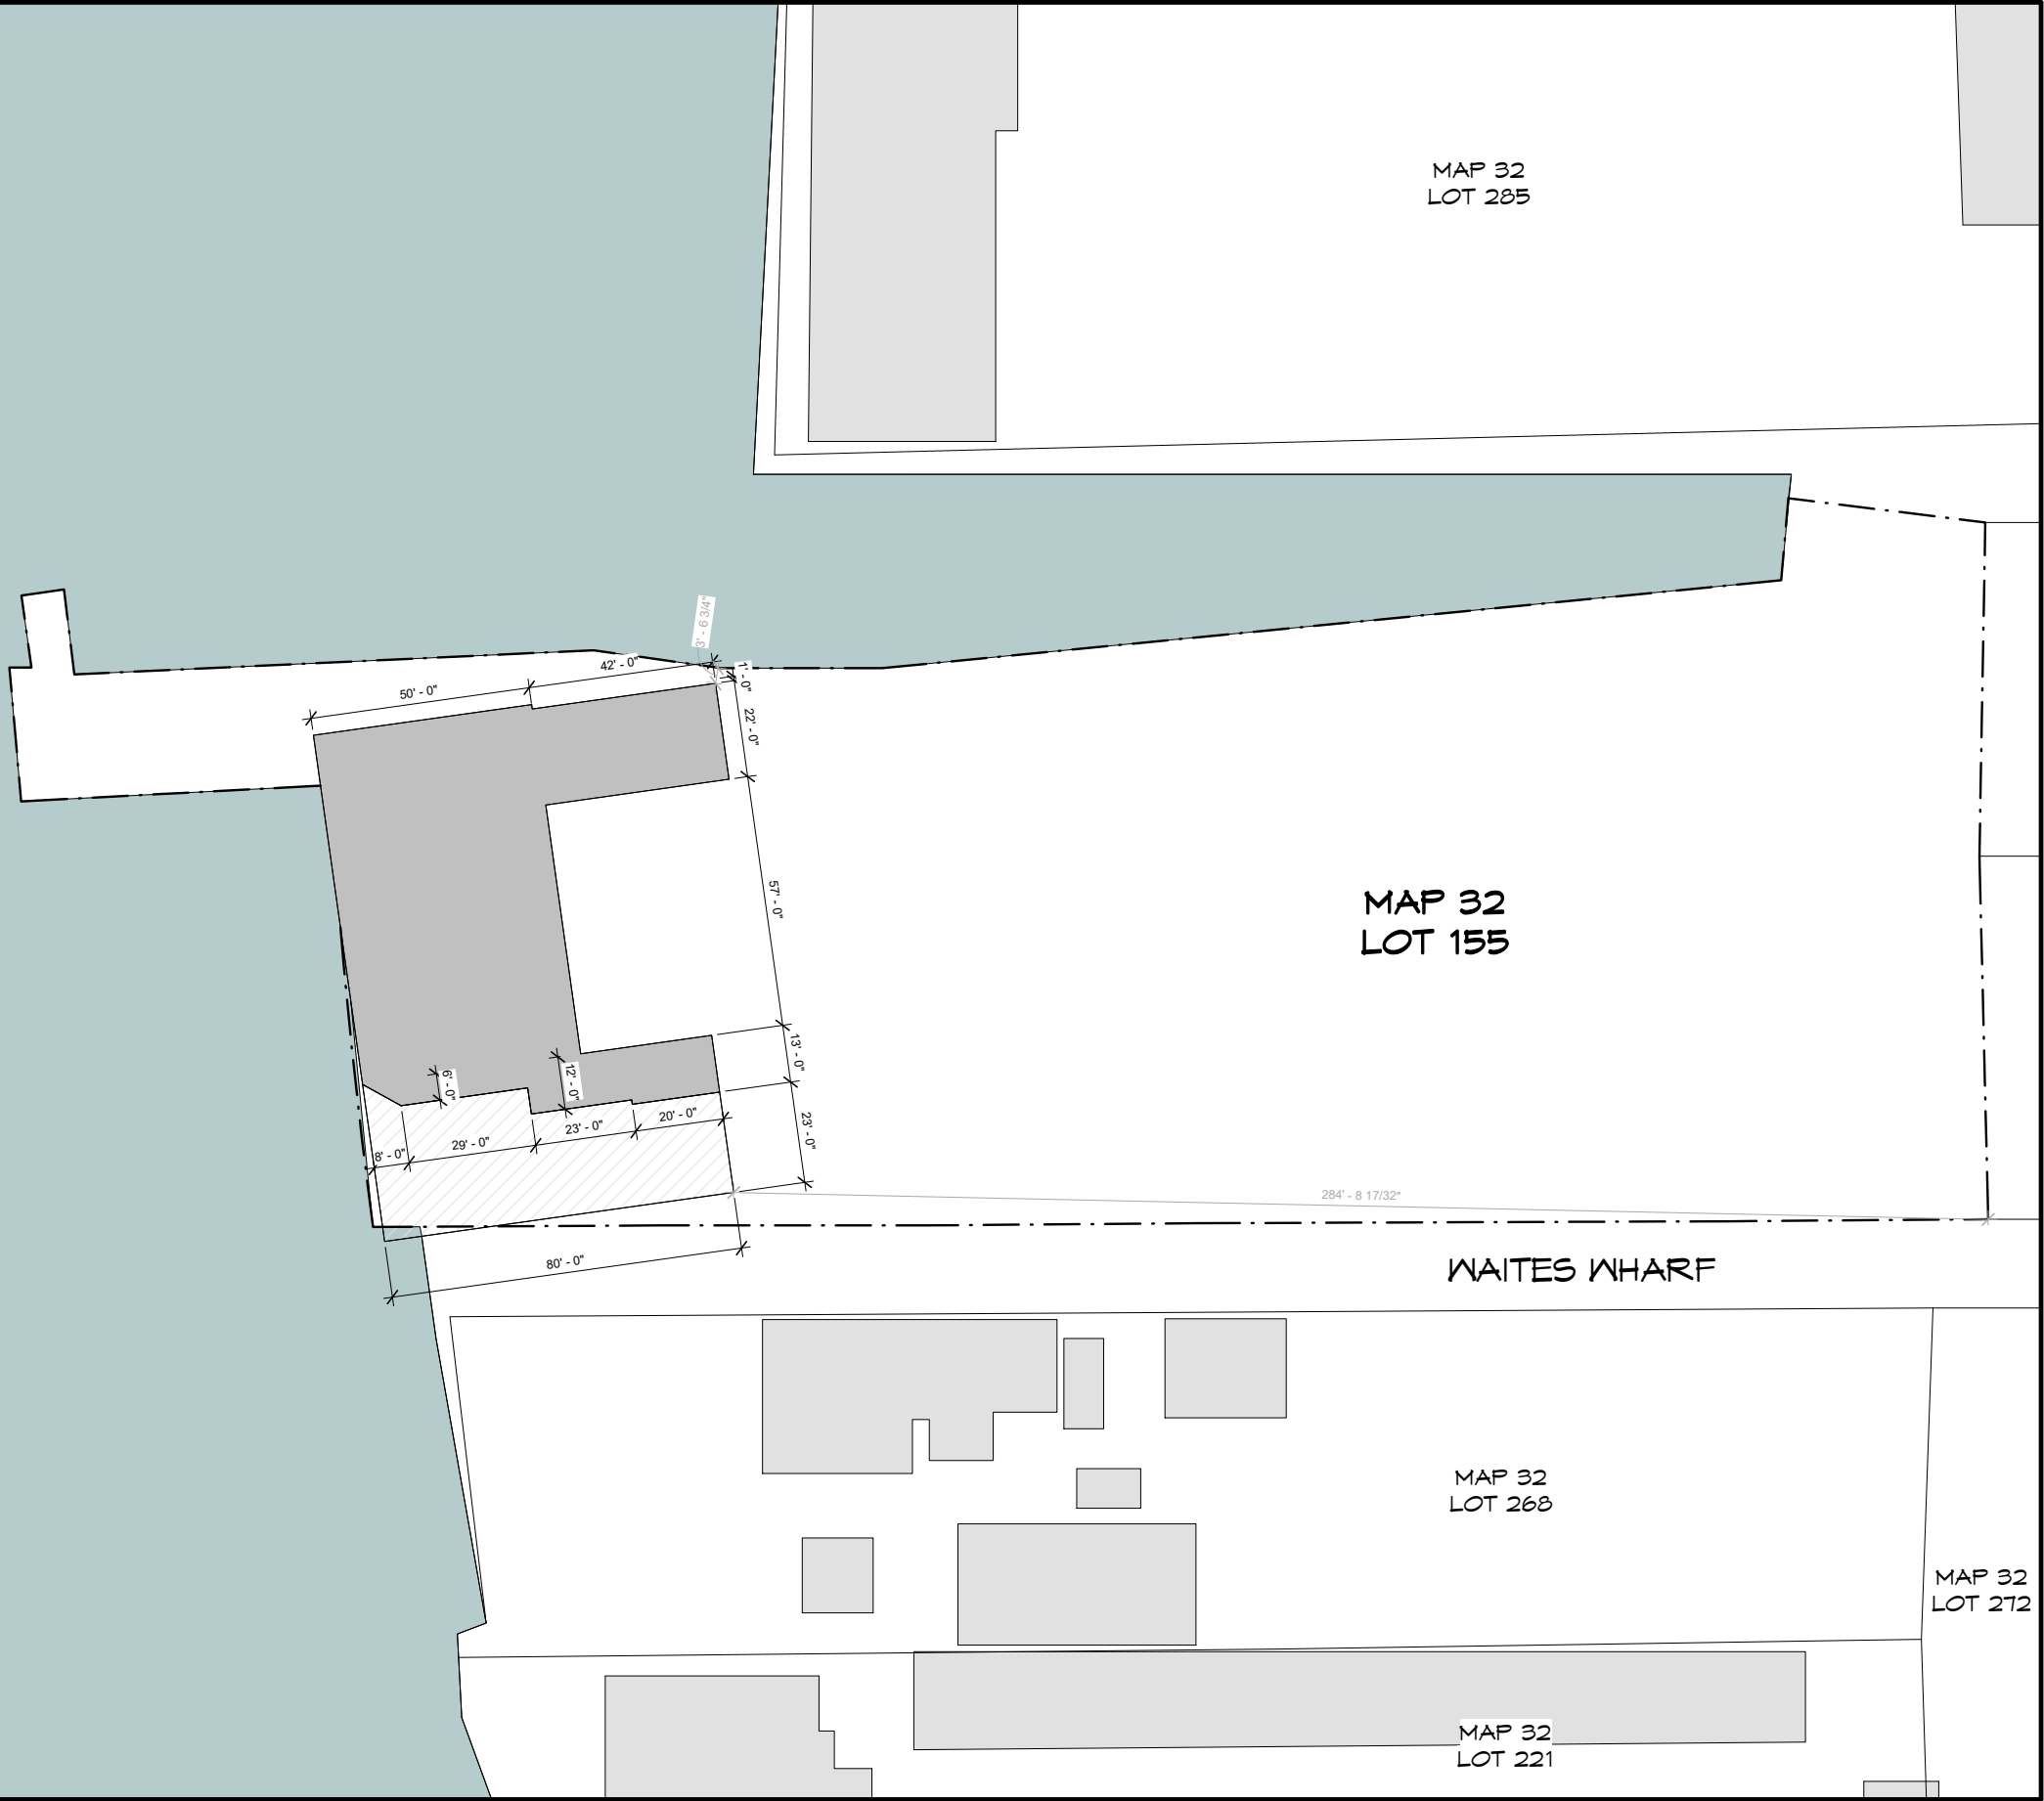 MAP 32
LOT 285
3' - 6 3/4"
42' - 0"
1' - 0"
50' - 0"
22' - 0"
57' - 0"
MAP 32
LOT 155
13' - 0"
6' - 0"
12' - 0"
20' - 0"
23' - 0"
23' - 0"
29' - 0"
8' - 0"
284' - 8 17/32"
80' - 0"
WAITES WHARF
MAP 32
LOT 268
MAP 32
LOT 272
MAP 32
LOT 221